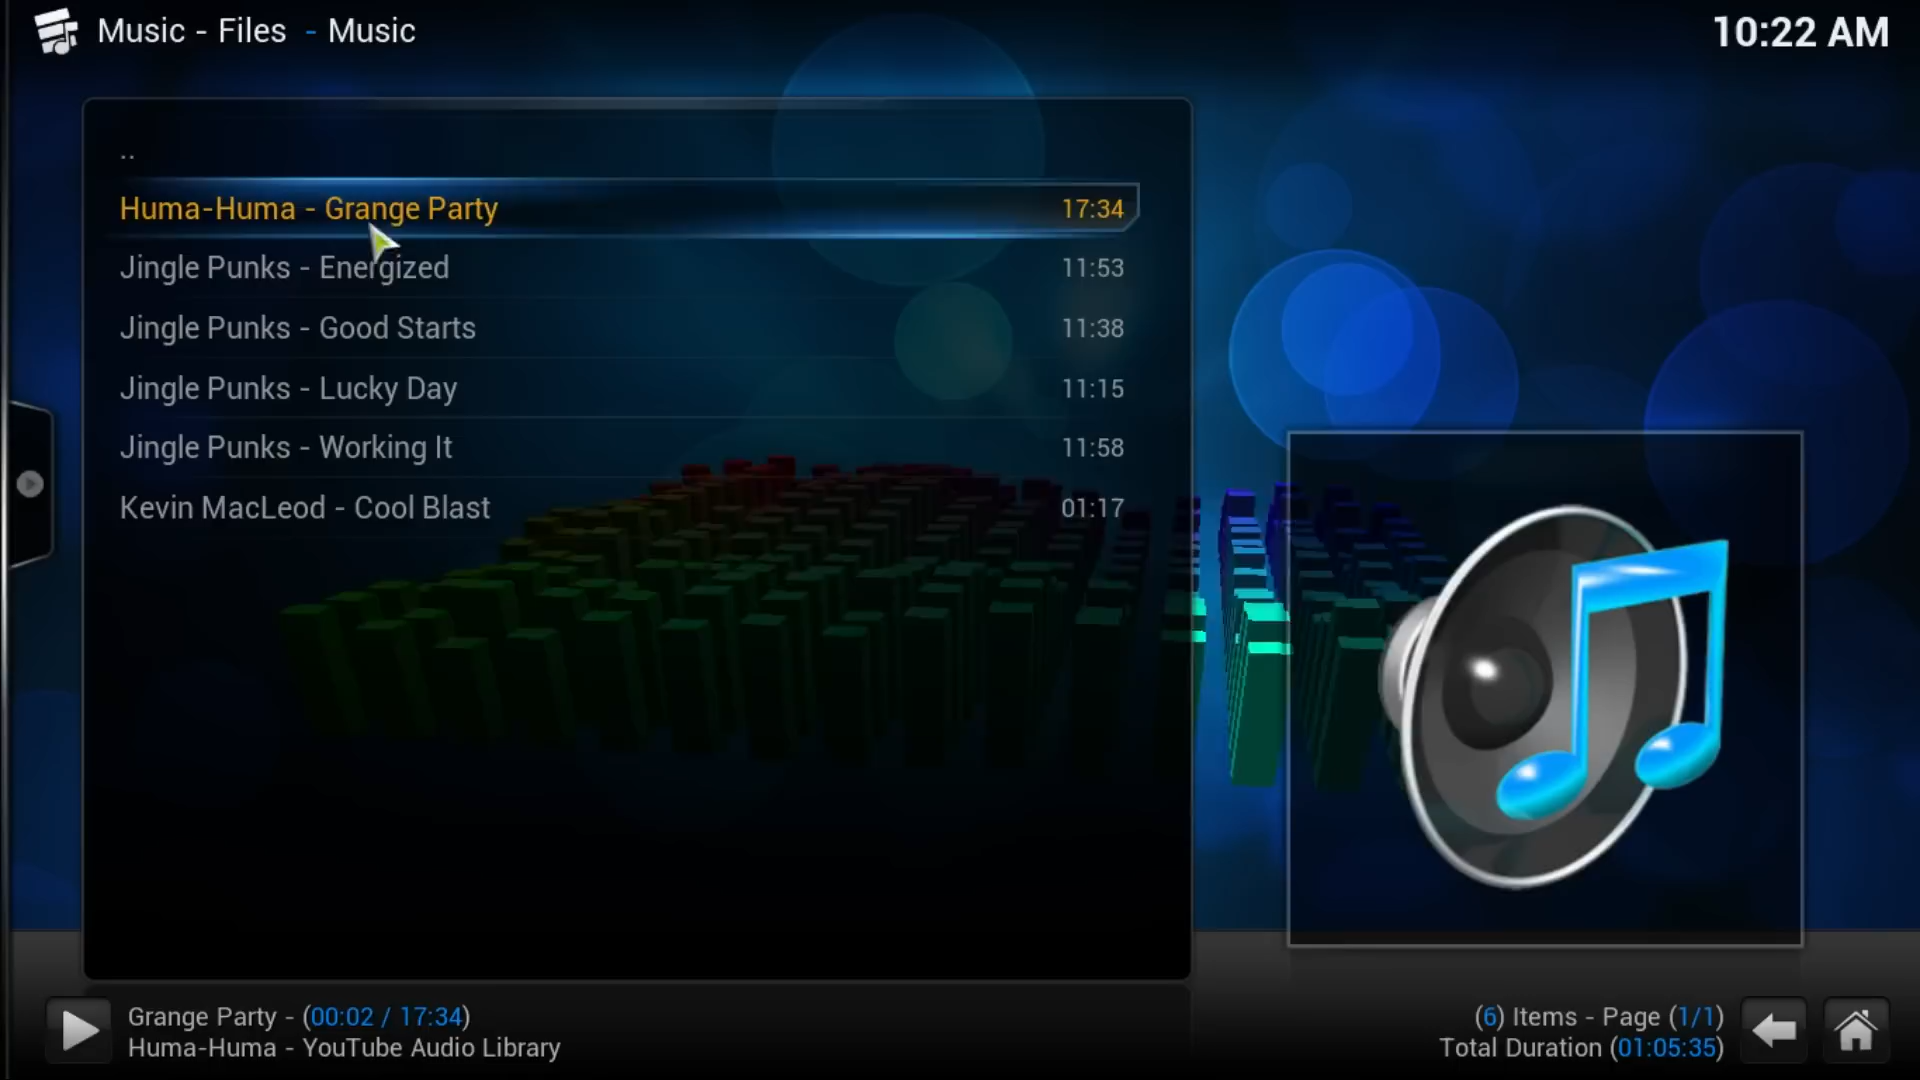 Music - Files - Music
10:22 AM
..
Huma-Huma - Grange Party 17:34
Jingle Punks - Energized 11:53
Jingle Punks - Good Starts 11:38
Jingle Punks - Lucky Day 11:15
Jingle Punks - Working It 11:58
Kevin MacLeod - Cool Blast 01:17
Grange Party - (00:02 / 17:34)
Huma-Huma - YouTube Audio Library
(6) Items - Page (1/1)
Total Duration (01:05:35)